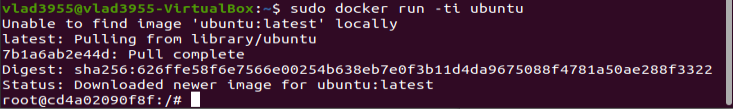 vlad3955@vlad3955-VirtualBox:~$ sudo docker run -ti ubuntu
Unable to find image 'ubuntu:latest' locally
latest: Pulling from library/ubuntu
7b1a6ab2e44d: Pull complete
Digest: sha256:626ffe58f6e7566e00254b638eb7e0f3b11d4da9675088f4781a50ae288f3322
Status: Downloaded newer image for ubuntu:latest
root@cd4a02090f8f:/#